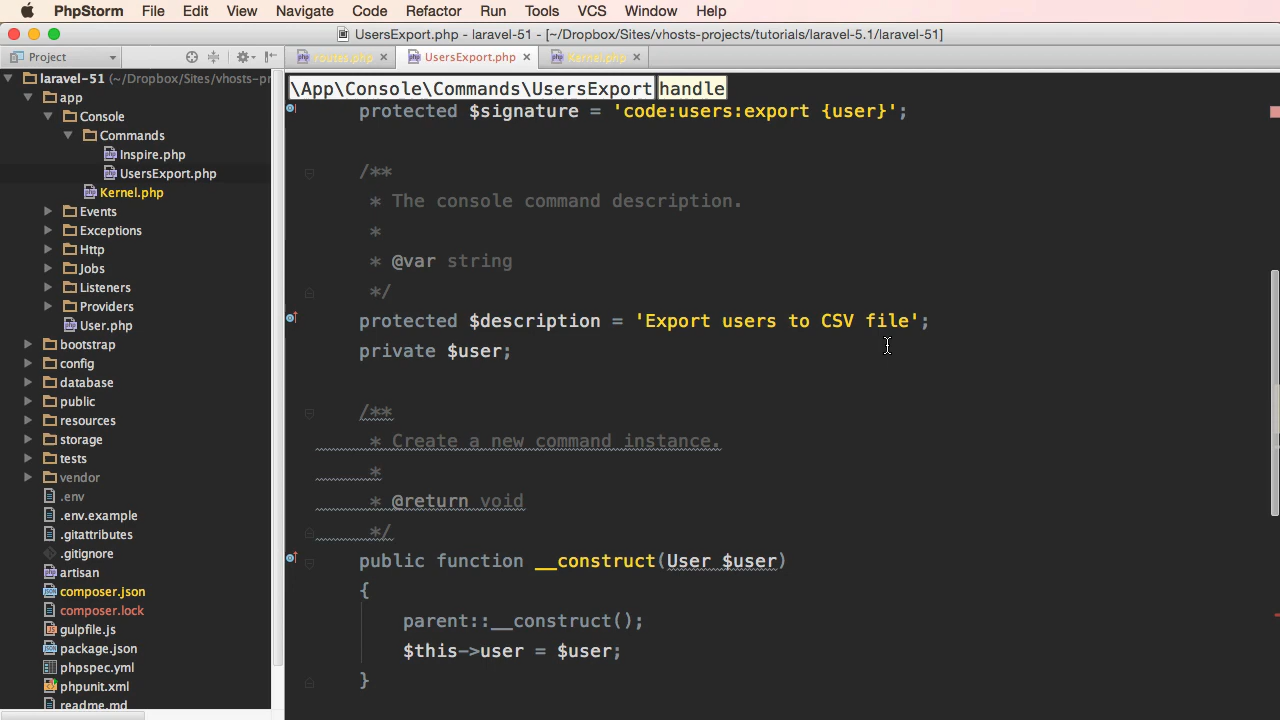 PhpStorm File Edit View Navigate Code Refactor Run Tools VCS Window Help
UsersExport.php - laravel-51 - [~/Dropbox/Sites/vhosts-projects/tutorials/laravel-5.1/laravel-51]
Project routes.php UsersExport.php Kernel.php
laravel-51 (~/Dropbox/Sites/vhosts-pr
app
Console
Commands
Inspire.php
UsersExport.php
Kernel.php
Events
Exceptions
Http
Jobs
Listeners
Providers
User.php
bootstrap
config
database
public
resources
storage
tests
vendor
.env
.env.example
.gitattributes
.gitignore
artisan
composer.json
composer.lock
gulpfile.js
package.json
phpspec.yml
phpunit.xml
readme.md
\App\Console\Commands\UsersExport handle
protected $signature = 'code:users:export {user}';
/**
* The console command description.
*
* @var string
*/
protected $description = 'Export users to CSV file';
private $user;
/**
* Create a new command instance.
*
* @return void
*/
public function __construct(User $user)
{
parent::__construct();
$this->user = $user;
}